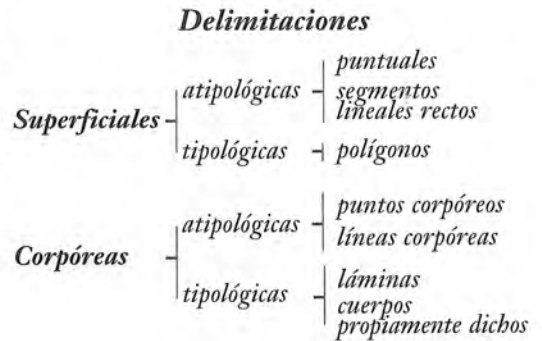 Delimitaciones
Superficiales
atipológicas
puntuales
segmentos
lineales rectos
tipológicas
polígonos
Corpóreas
atipológicas
puntos corpóreos
líneas corpóreas
tipológicas
láminas
cuerpos
propiamente dichos